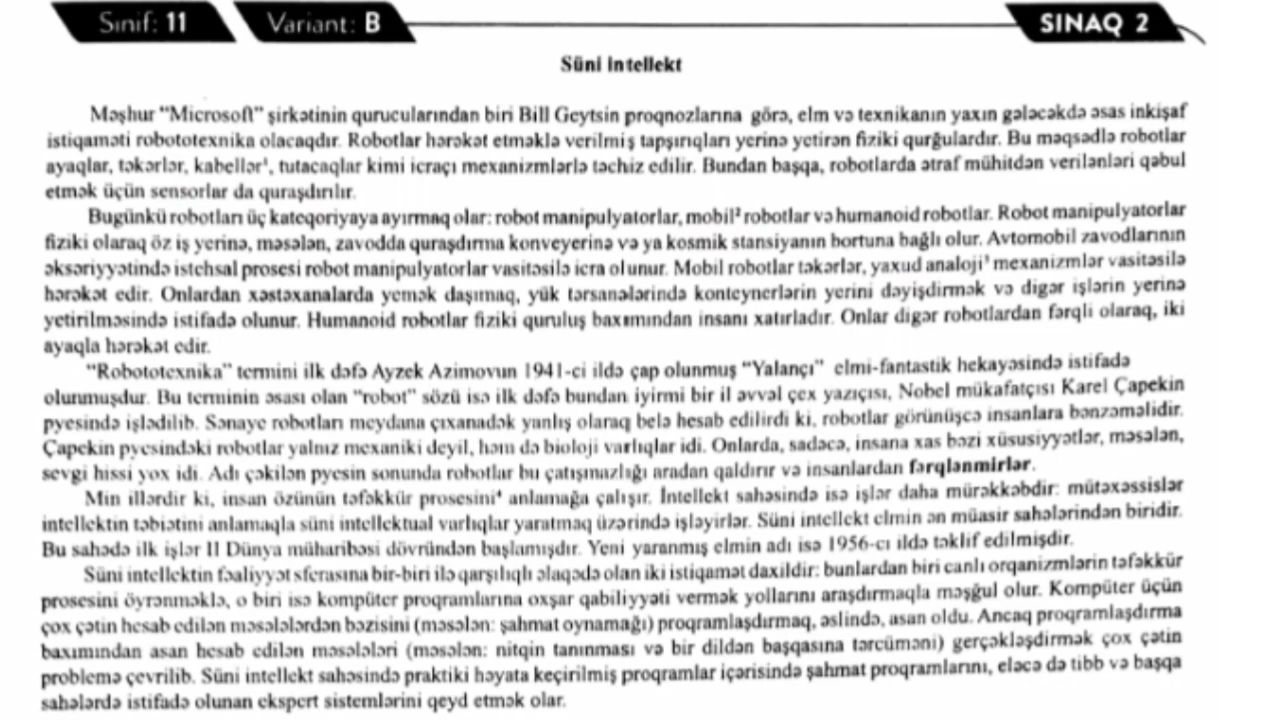 Sınıf: 11
Variant: B
SINAQ 2
Süni intellekt
Məşhur "Microsoft" şirkətinin qurucularından biri Bill Geytsin proqnozlarına görə, elm və texnikanın yaxın gələcəkdə əsas inkişaf
istiqaməti robototexnika olacaqdır. Robotlar hərəkət etməklə verilmiş tapşırıqları yerinə yetirən fiziki qurğulardır. Bu məqsədlə robotlar
ayaqlar, təkərlər, kabellər¹, tutacaqlar kimi icraçı mexanizmlərlə təchiz edilir. Bundan başqa, robotlarda ətraf mühitdən verilənləri qəbul
etmək üçün sensorlar da quraşdırılır.
Bugünkü robotları üç kateqoriyaya ayırmaq olar: robot manipulyatorlar, mobil² robotlar və humanoid robotlar. Robot manipulyatorlar
fiziki olaraq öz iş yerinə, məsələn, zavodda quraşdırma konveyerinə və ya kosmik stansiyanın bortuna bağlı olur. Avtomobil zavodlarının
əksəriyyətində istehsal prosesi robot manipulyatorlar vasitəsilə icra olunur. Mobil robotlar təkərlər, yaxud analoji³ mexanizmlər vasitəsilə
hərəkət edir. Onlardan xəstəxanalarda yemək daşımaq, yük tərsanələrində konteynerlərin yerini dəyişdirmək və digər işlərin yerinə
yetirilməsində istifadə olunur. Humanoid robotlar fiziki quruluş baxımından insanı xatırladır. Onlar digər robotlardan fərqli olaraq, iki
ayaqla hərəkət edir.
"Robototexnika" termini ilk dəfə Ayzek Azimovun 1941-ci ildə çap olunmuş "Yalançı" elmi-fantastik hekayəsində istifadə
olunmuşdur. Bu terminin əsası olan "robot" sözü isə ilk dəfə bundan iyirmi bir il əvvəl çex yazıçısı, Nobel mükafatçısı Karel Çapekin
pyesində işlədilib. Sənaye robotları meydana çıxanadək yanlış olaraq belə hesab edilirdi ki, robotlar görünüşcə insanlara bənzəməlidir.
Çapekin pyesindəki robotlar yalnız mexaniki deyil, həm də bioloji varlıqlar idi. Onlarda, sadəcə, insana xas bəzi xüsusiyyətlər, məsələn,
sevgi hissi yox idi. Adı çəkilən pyesin sonunda robotlar bu çatışmazlığı aradan qaldırır və insanlardan fərqlənmirlər.
Min illərdir ki, insan özünün təfəkkür prosesini⁴ anlamağa çalışır. İntellekt sahəsində isə işlər daha mürəkkəbdir: mütəxəssislər
intellektin təbiətini anlamaqla süni intellektual varlıqlar yaratmaq üzərində işləyirlər. Süni intellekt elmin ən müasir sahələrindən biridir.
Bu sahədə ilk işlər II Dünya müharibəsi dövründən başlamışdır. Yeni yaranmış elmin adı isə 1956-cı ildə təklif edilmişdir.
Süni intellektin fəaliyyət sferasına bir-biri ilə qarşılıqlı əlaqədə olan iki istiqamət daxildir: bunlardan biri canlı orqanizmlərin təfəkkür
prosesini öyrənməklə, o biri isə kompüter proqramlarına oxşar qabiliyyəti vermək yollarını araşdırmaqla məşğul olur. Kompüter üçün
çox çətin hesab edilən məsələlərdən bəzisini (məsələn: şahmat oynamağı) proqramlaşdırmaq, əslində, asan oldu. Ancaq proqramlaşdırma
baxımından asan hesab edilən məsələləri (məsələn: nitqin tanınması və bir dildən başqasına tərcüməni) gerçəkləşdirmək çox çətin
problemə çevrilib. Süni intellekt sahəsində praktiki həyata keçirilmiş proqramlar içərisində şahmat proqramlarını, eləcə də tibb və başqa
sahələrdə istifadə olunan ekspert sistemlərini qeyd etmək olar.